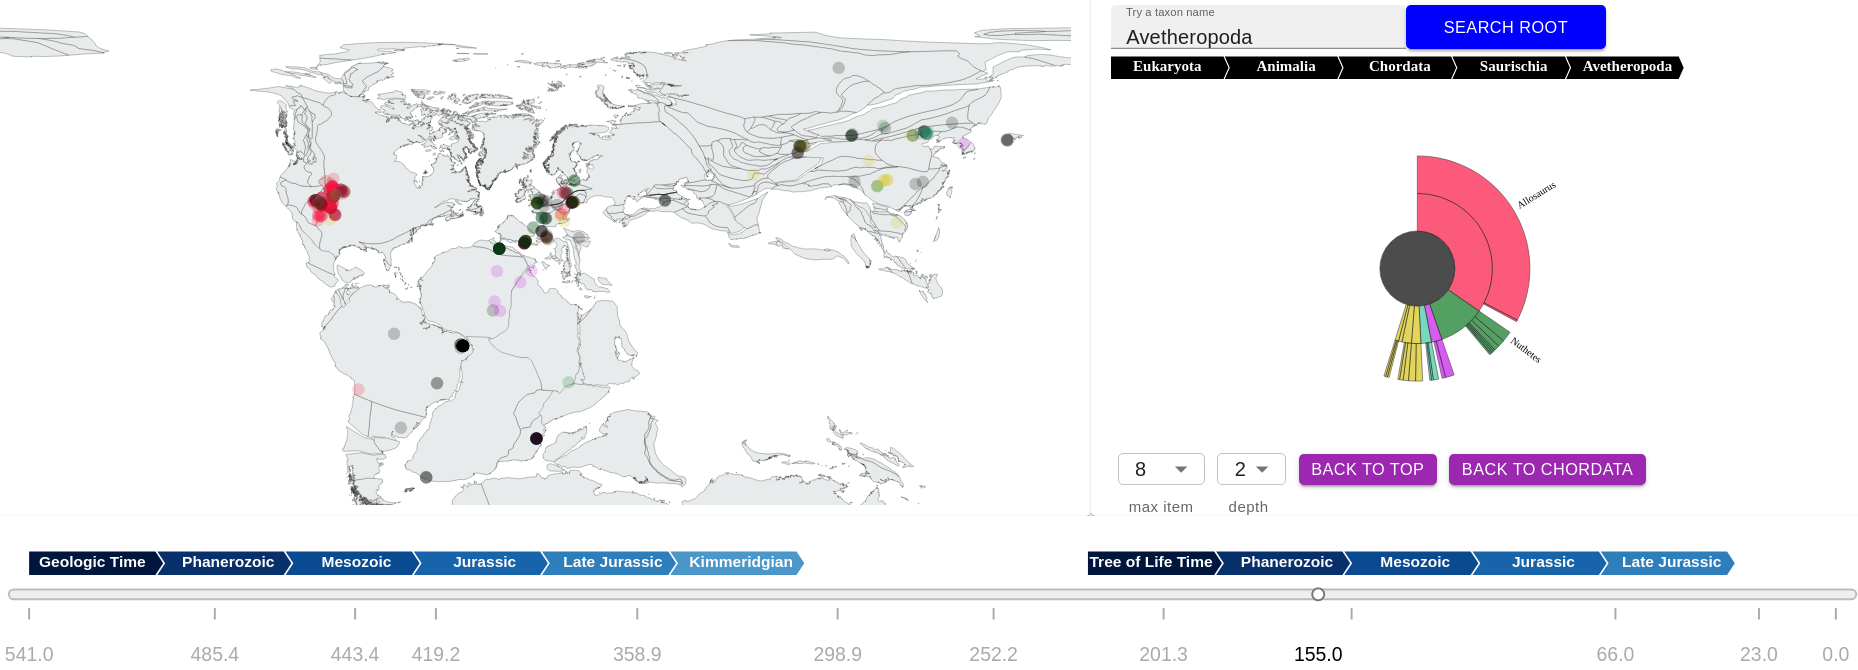 Try a taxon name
Avetheropoda
SEARCH ROOT
Eukaryota Animalia Chordata Saurischia Avetheropoda
Allosaurus
Nuthetes
8 2 BACK TO TOP BACK TO CHORDATA
max item depth
Geologic Time Phanerozoic Mesozoic Jurassic Late Jurassic Kimmeridgian
Tree of Life Time Phanerozoic Mesozoic Jurassic Late Jurassic
541.0 485.4 443.4 419.2 358.9 298.9 252.2 201.3 155.0 66.0 23.0 0.0